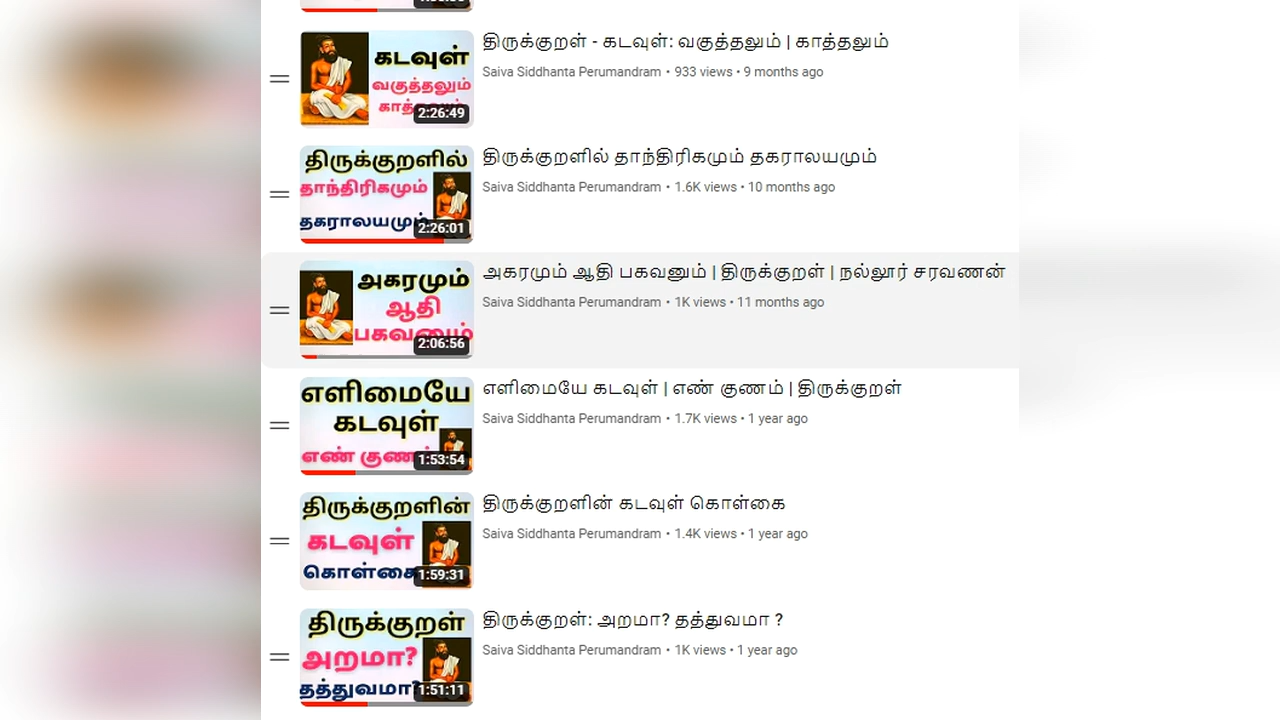 கடவுள்
வகுத்தலும்
2:26:49
திருக்குறள் - கடவுள்: வகுத்தலும் | காத்தலும்
Saiva Siddhanta Perumandram • 933 views • 9 months ago
திருக்குறளில்
தாந்திரிகமும்
தகராலயமும்
2:26:01
திருக்குறளில் தாந்திரிகமும் தகராலயமும்
Saiva Siddhanta Perumandram • 1.6K views • 10 months ago
அகரமும்
ஆதி
பகவனும்
2:06:56
அகரமும் ஆதி பகவனும் | திருக்குறள் | நல்லூர் சரவணன்
Saiva Siddhanta Perumandram • 1K views • 11 months ago
எளிமையே
கடவுள்
எண் குணம்
1:53:54
எளிமையே கடவுள் | எண் குணம் | திருக்குறள்
Saiva Siddhanta Perumandram • 1.7K views • 1 year ago
திருக்குறளின்
கடவுள்
கொள்கை
1:59:31
திருக்குறளின் கடவுள் கொள்கை
Saiva Siddhanta Perumandram • 1.4K views • 1 year ago
திருக்குறள்
அறமா?
தத்துவமா?
1:51:11
திருக்குறள்: அறமா? தத்துவமா ?
Saiva Siddhanta Perumandram • 1K views • 1 year ago